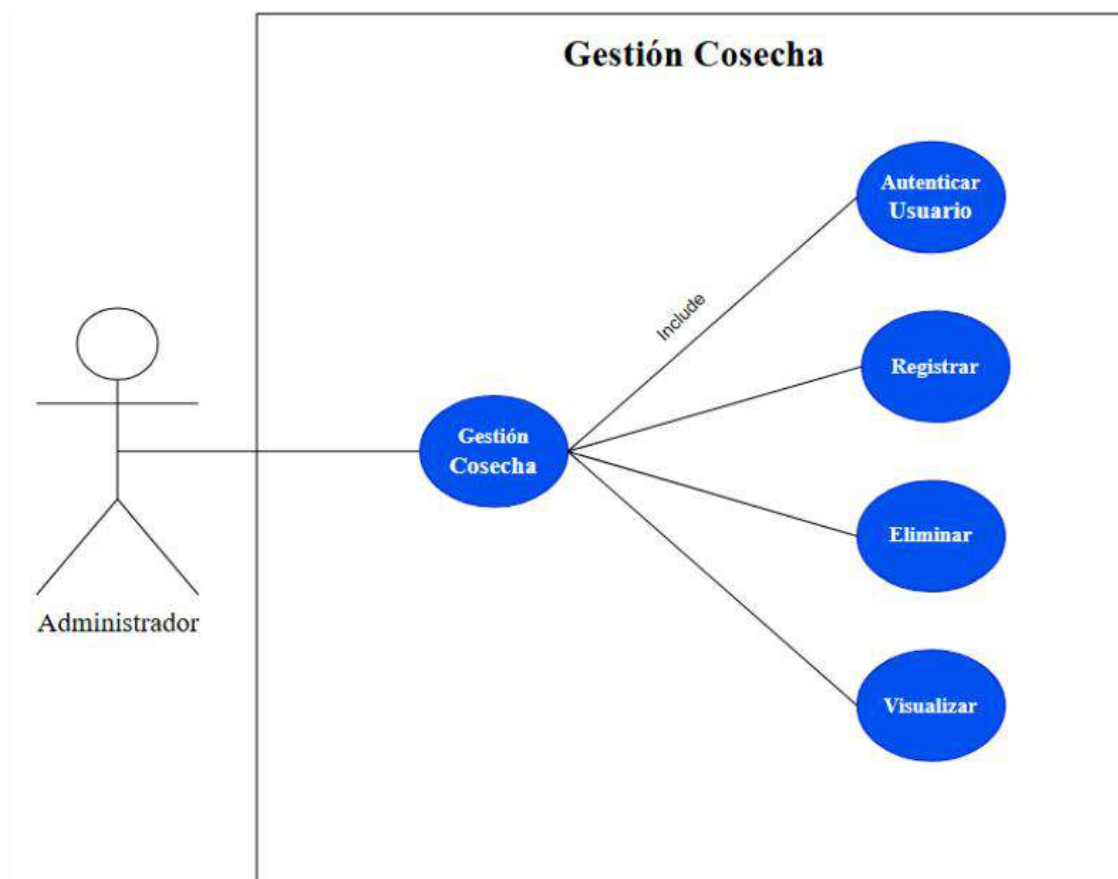 Gestión Cosecha
Autenticar
Usuario
Include
Registrar
Gestión
Cosecha
Eliminar
Administrador
Visualizar